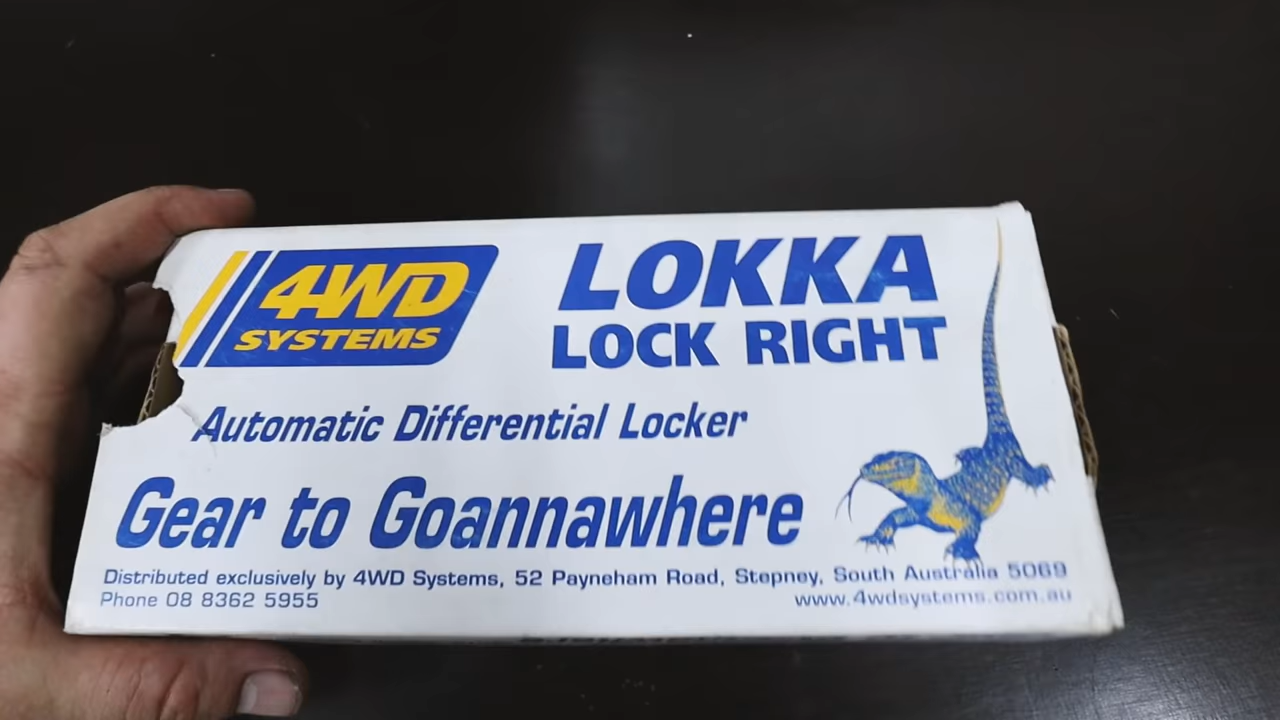 4WD
SYSTEMS
LOKKA
LOCK RIGHT
Automatic Differential Locker
Gear to Goannawhere
Distributed exclusively by 4WD Systems, 52 Payneham Road, Stepney, South Australia 5069
Phone 08 8362 5955
www.4wdsystems.com.au